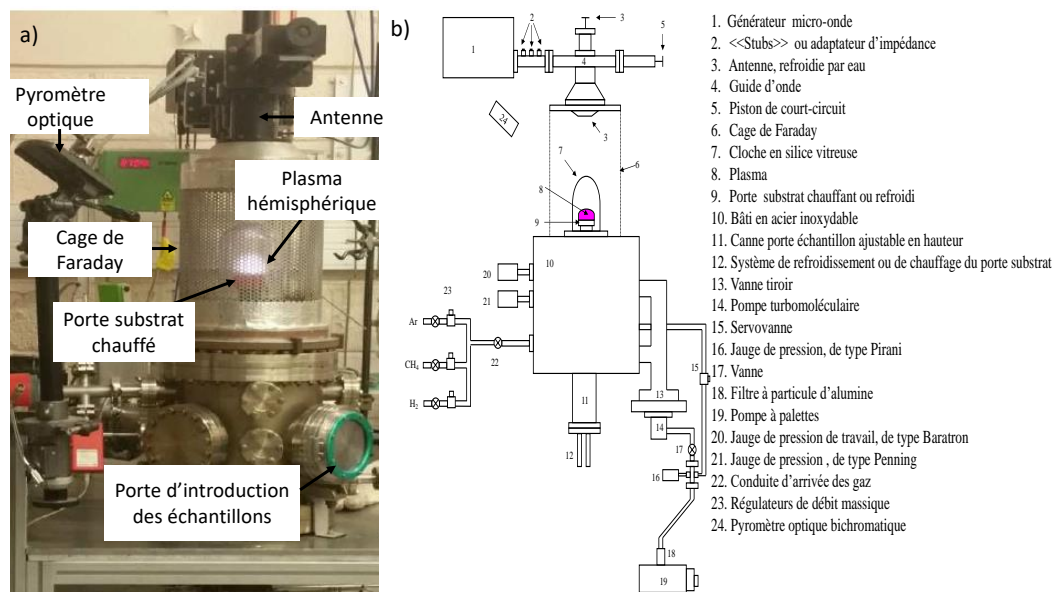 a)
Pyromètre
optique
Antenne
Plasma
hémisphérique
Cage de
Faraday
Porte substrat
chauffé
Porte d'introduction
des échantillons
b)
1
2
3
5
4
24
3
7
6
8
9
10
20
21
23
Ar
CH4
22
H2
15
11
13
14
12
17
16
18
19
1. Générateur micro-onde
2. <<Stubs>> ou adaptateur d'impédance
3. Antenne, refroidie par eau
4. Guide d'onde
5. Piston de court-circuit
6. Cage de Faraday
7. Cloche en silice vitreuse
8. Plasma
9. Porte substrat chauffant ou refroidi
10. Bâti en acier inoxydable
11. Canne porte échantillon ajustable en hauteur
12. Système de refroidissement ou de chauffage du porte substrat
13. Vanne tiroir
14. Pompe turbomoléculaire
15. Servovanne
16. Jauge de pression, de type Pirani
17. Vanne
18. Filtre à particule d'alumine
19. Pompe à palettes
20. Jauge de pression de travail, de type Baratron
21. Jauge de pression , de type Penning
22. Conduite d'arrivée des gaz
23. Régulateurs de débit massique
24. Pyromètre optique bichromatique